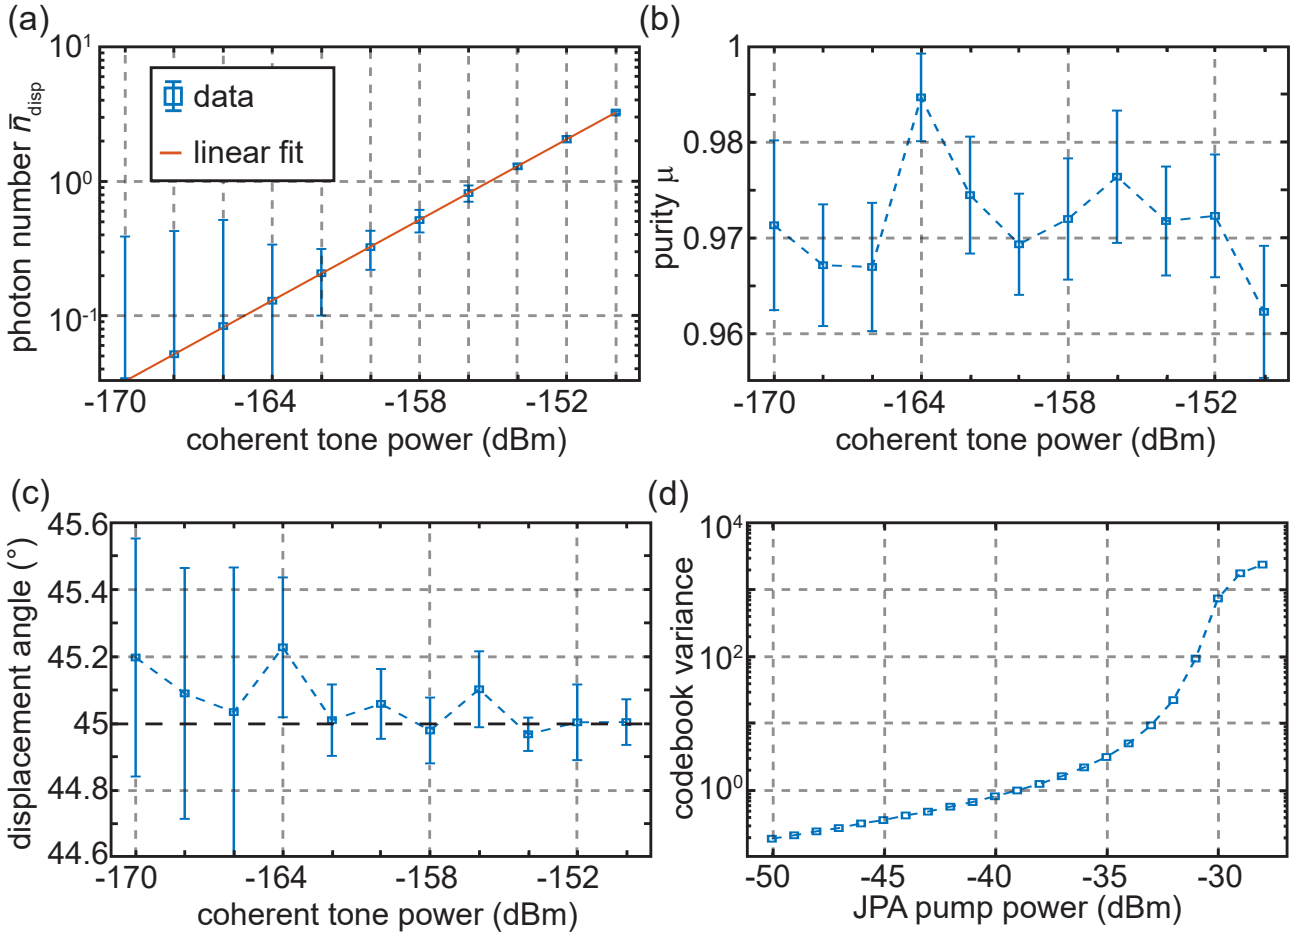 (a)
photon number n̄disp
10¹
10⁰
10⁻¹
data
linear fit
-170
-164
-158
-152
coherent tone power (dBm)
(b)
purity μ
1
0.98
0.97
0.96
-170
-158
-152
coherent tone power (dBm)
(c)
displacement angle (°)
45.6
45.4
45.2
45
44.8
44.6
-170
-164
-158
-152
coherent tone power (dBm)
(d)
codebook variance
10⁴
10²
10⁰
-50
-45
-40
-35
-30
JPA pump power (dBm)